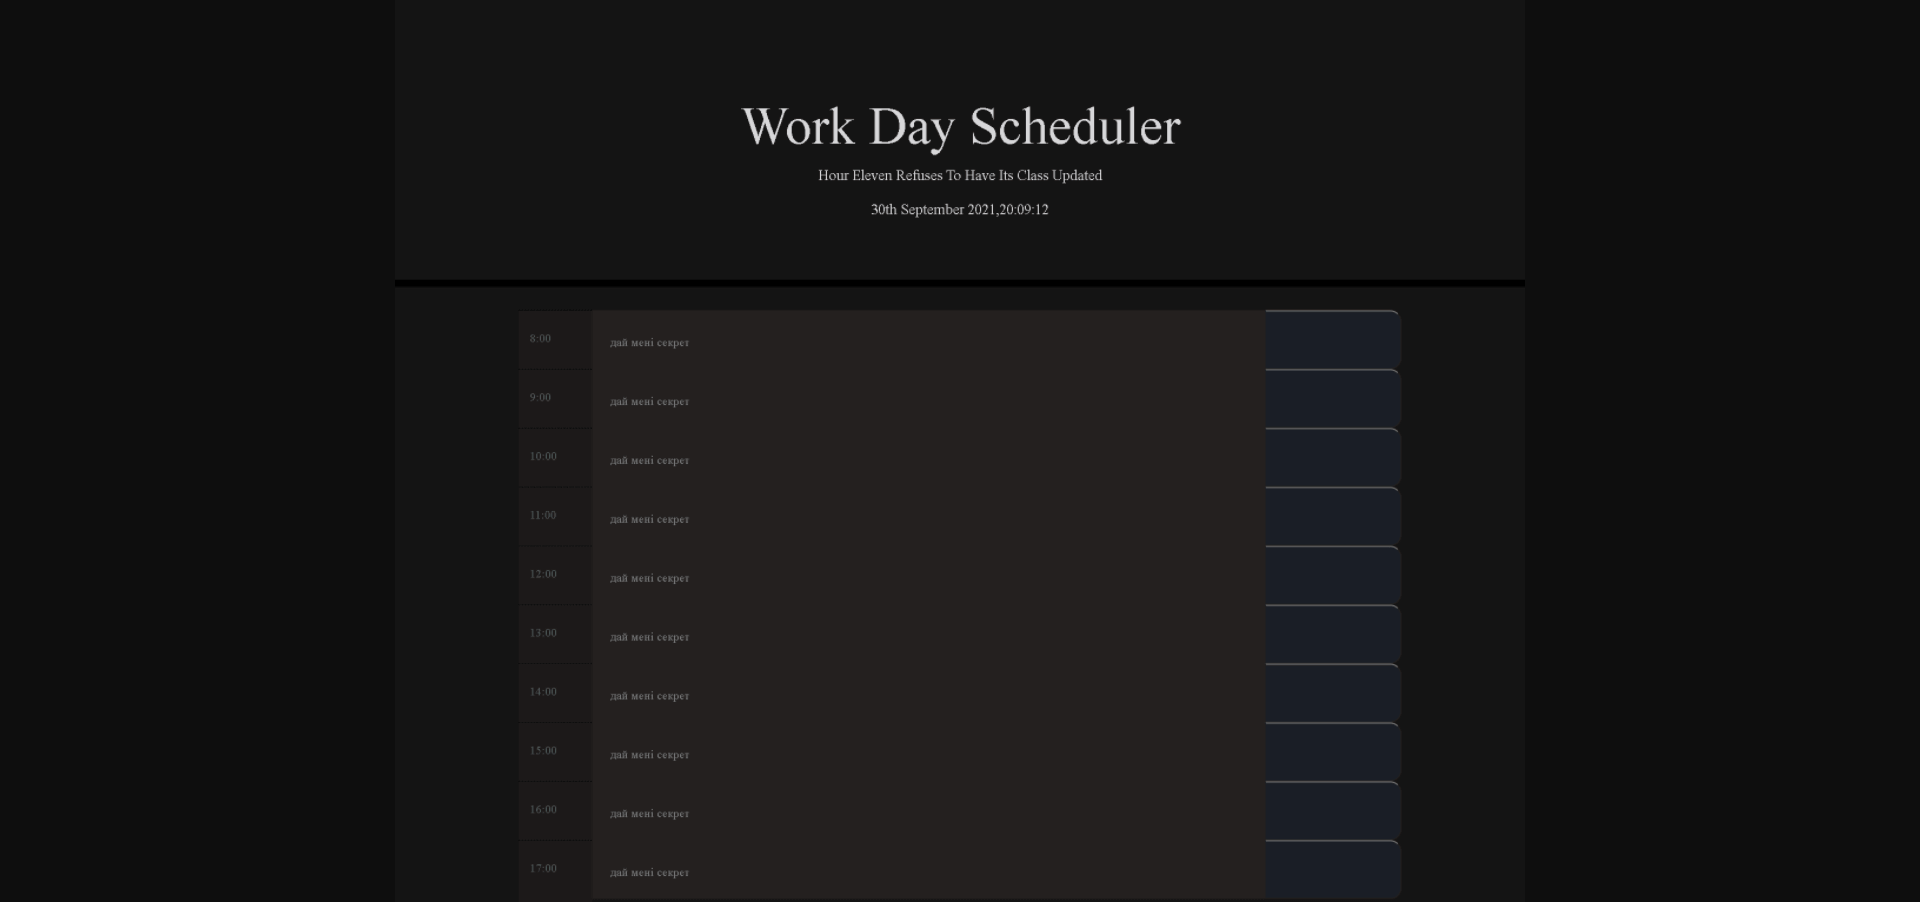 Work Day Scheduler
Hour Eleven Refuses To Have Its Class Updated
30th September 2021,20:09:12
8:00 дай мені секрет
9:00 дай мені секрет
10:00 дай мені секрет
11:00 дай мені секрет
12:00 дай мені секрет
13:00 дай мені секрет
14:00 дай мені секрет
15:00 дай мені секрет
16:00 дай мені секрет
17:00 дай мені секрет